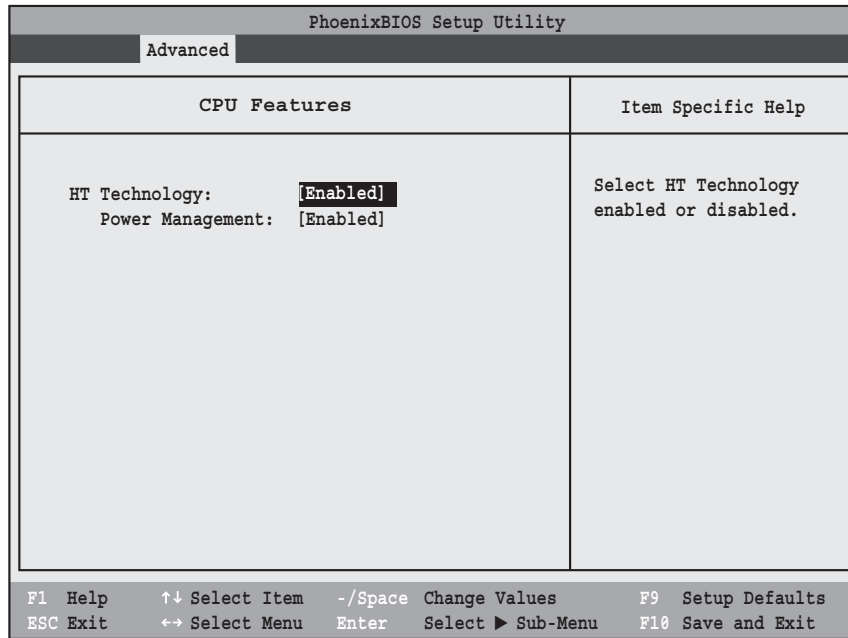 PhoenixBIOS Setup Utility
Advanced
CPU Features
Item Specific Help
HT Technology: [Enabled]
Power Management: [Enabled]
Select HT Technology
enabled or disabled.
F1 Help ↑↓ Select Item -/Space Change Values F9 Setup Defaults
ESC Exit ←→ Select Menu Enter Select ▶ Sub-Menu F10 Save and Exit